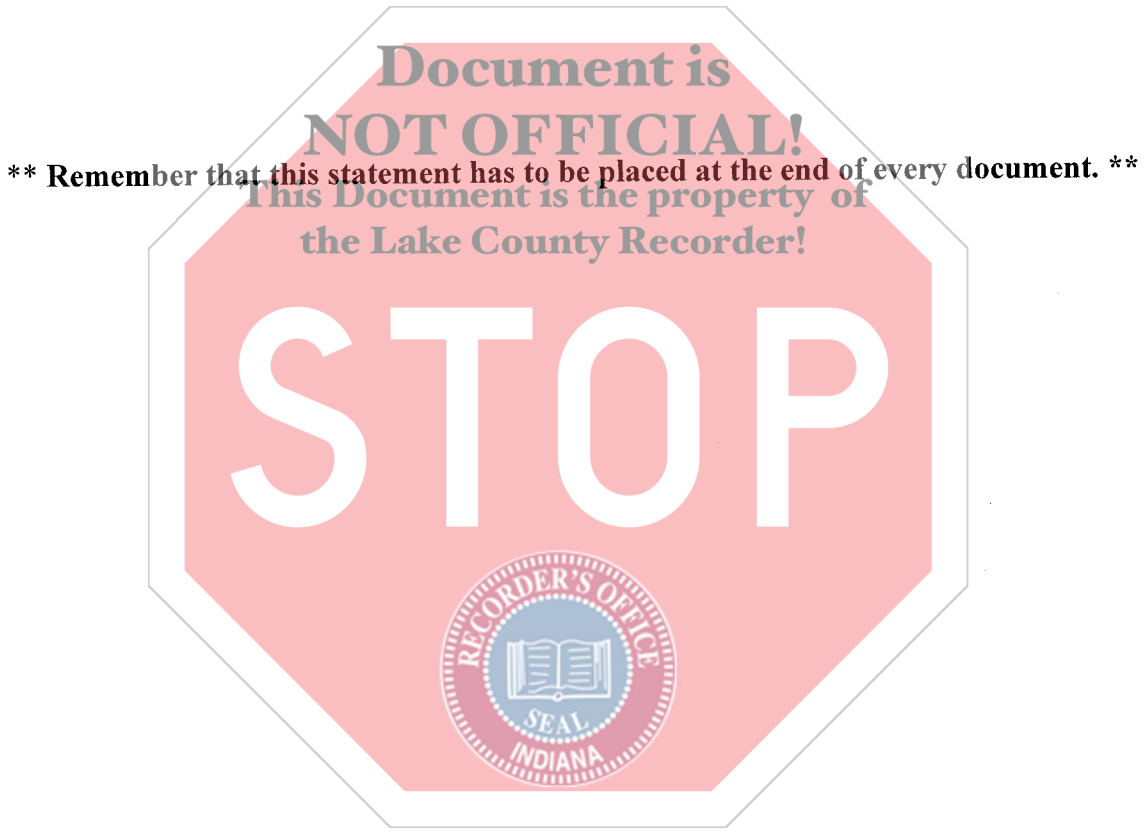 Document is
NOT OFFICIAL!
** Remember that this statement has to be placed at the end of every document. **
This Document is the property of
the Lake County Recorder!
STOP
RECORDER'S OFFICE
SEAL
INDIANA